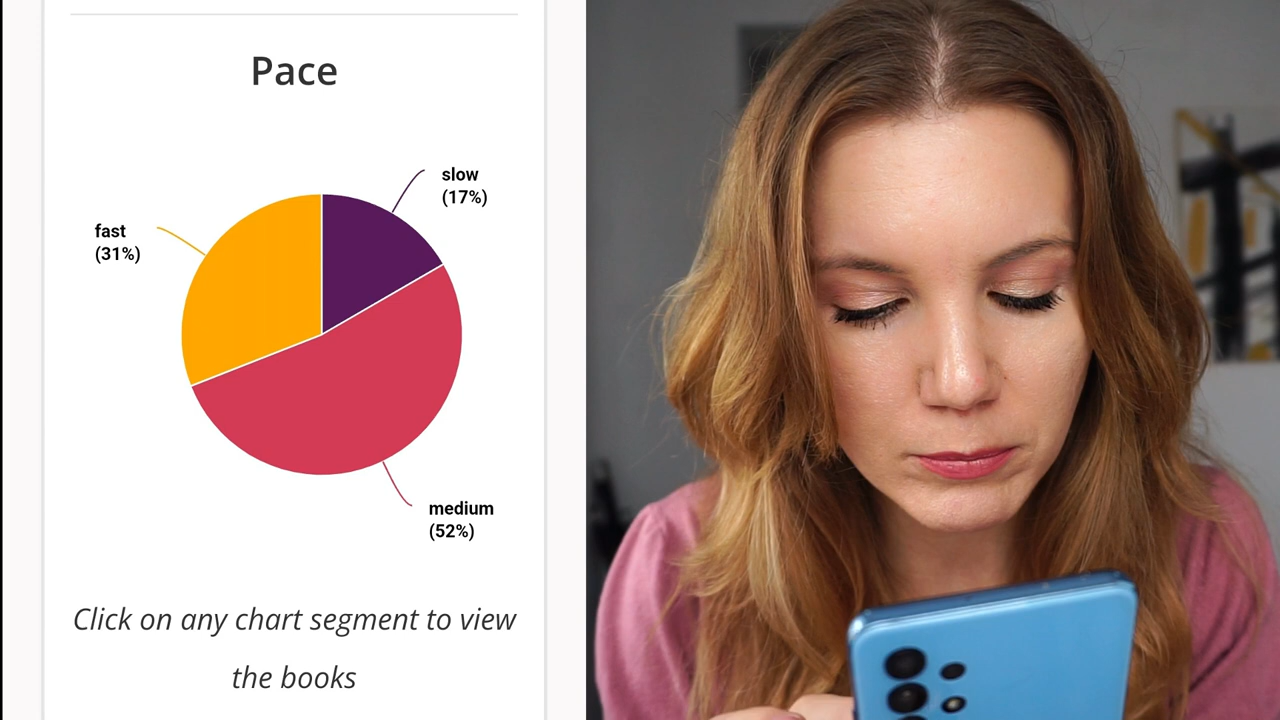 Pace
slow
(17%)
fast
(31%)
medium
(52%)
Click on any chart segment to view
the books